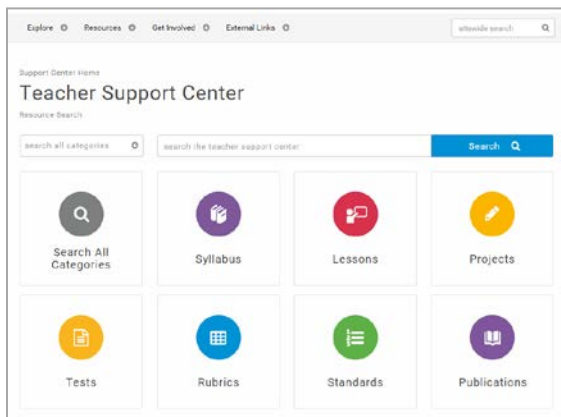 Explore Resources Get Involved External Links sitewide search
Support Center Home
Teacher Support Center
Resource Search
search all categories search the teacher support center Search
Search All
Categories
Syllabus
Lessons
Projects
Tests
Rubrics
Standards
Publications